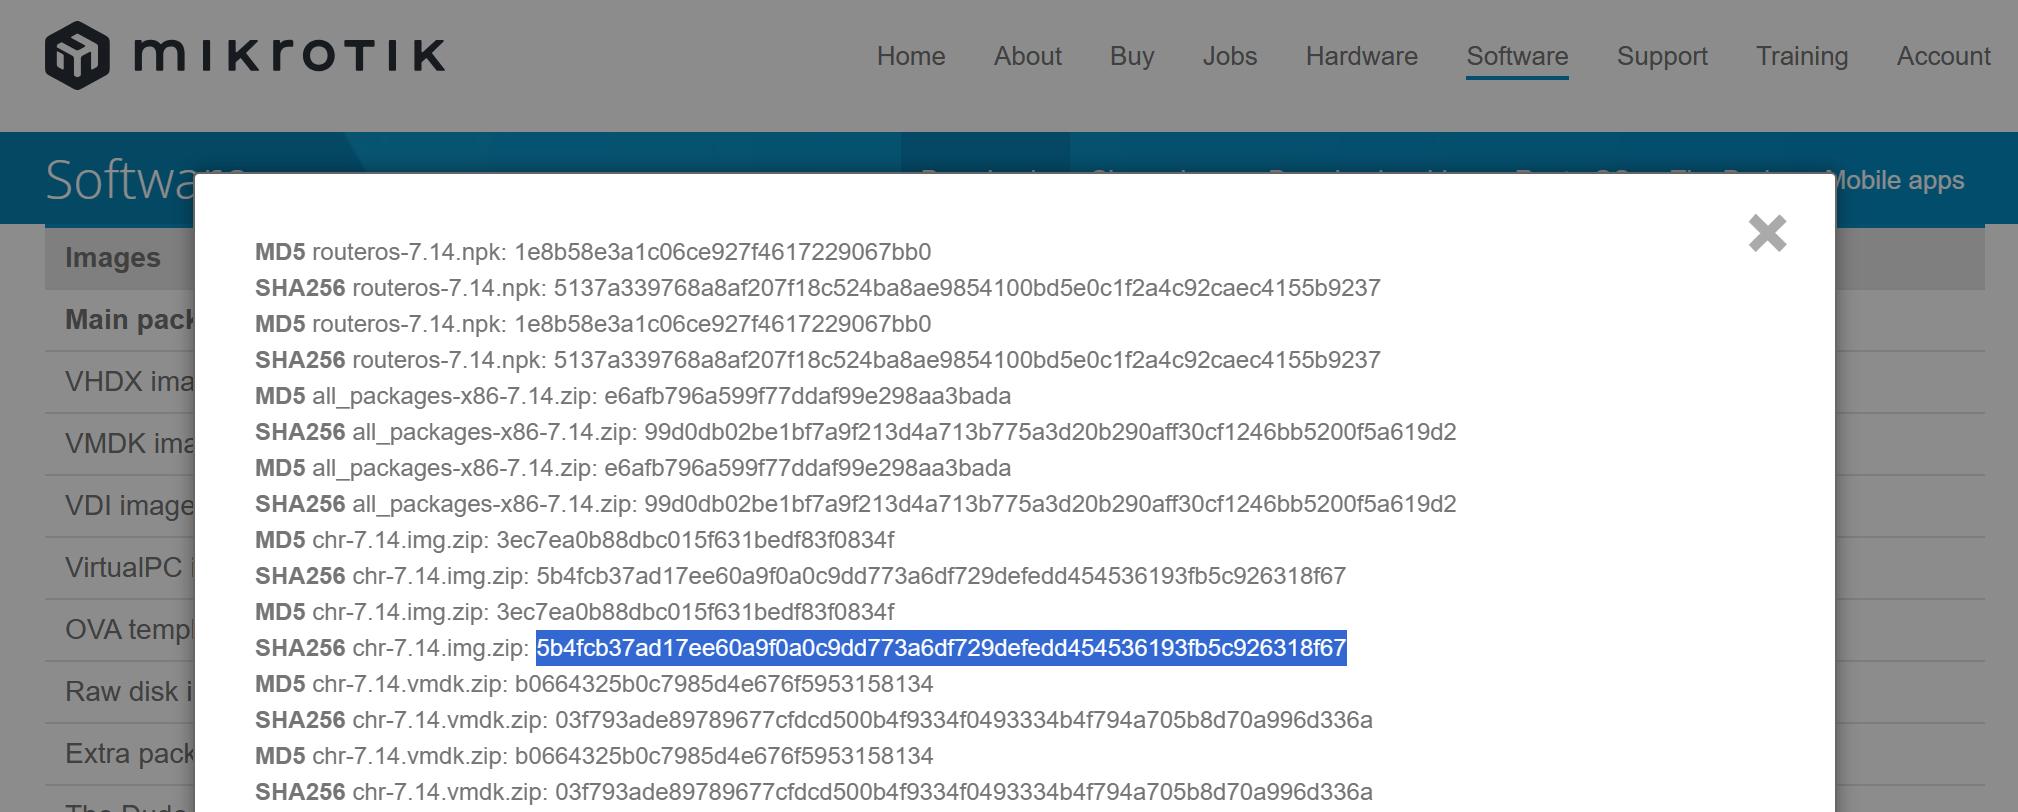 mikrotik
Home About Buy Jobs Hardware Software Support Training Account
Software
Mobile apps
Images
Main pack
VHDX ima
VMDK ima
VDI image
VirtualPC i
OVA templ
Raw disk i
Extra pack
MD5 routeros-7.14.npk: 1e8b58e3a1c06ce927f4617229067bb0
SHA256 routeros-7.14.npk: 5137a339768a8af207f18c524ba8ae9854100bd5e0c1f2a4c92caec4155b9237
MD5 routeros-7.14.npk: 1e8b58e3a1c06ce927f4617229067bb0
SHA256 routeros-7.14.npk: 5137a339768a8af207f18c524ba8ae9854100bd5e0c1f2a4c92caec4155b9237
MD5 all_packages-x86-7.14.zip: e6afb796a599f77ddaf99e298aa3bada
SHA256 all_packages-x86-7.14.zip: 99d0db02be1bf7a9f213d4a713b775a3d20b290aff30cf1246bb5200f5a619d2
MD5 all_packages-x86-7.14.zip: e6afb796a599f77ddaf99e298aa3bada
SHA256 all_packages-x86-7.14.zip: 99d0db02be1bf7a9f213d4a713b775a3d20b290aff30cf1246bb5200f5a619d2
MD5 chr-7.14.img.zip: 3ec7ea0b88dbc015f631bedf83f0834f
SHA256 chr-7.14.img.zip: 5b4fcb37ad17ee60a9f0a0c9dd773a6df729defedd454536193fb5c926318f67
MD5 chr-7.14.img.zip: 3ec7ea0b88dbc015f631bedf83f0834f
SHA256 chr-7.14.img.zip: 5b4fcb37ad17ee60a9f0a0c9dd773a6df729defedd454536193fb5c926318f67
MD5 chr-7.14.vmdk.zip: b0664325b0c7985d4e676f5953158134
SHA256 chr-7.14.vmdk.zip: 03f793ade89789677cfdcd500b4f9334f0493334b4f794a705b8d70a996d336a
MD5 chr-7.14.vmdk.zip: b0664325b0c7985d4e676f5953158134
SHA256 chr-7.14.vmdk.zip: 03f793ade89789677cfdcd500b4f9334f0493334b4f794a705b8d70a996d336a